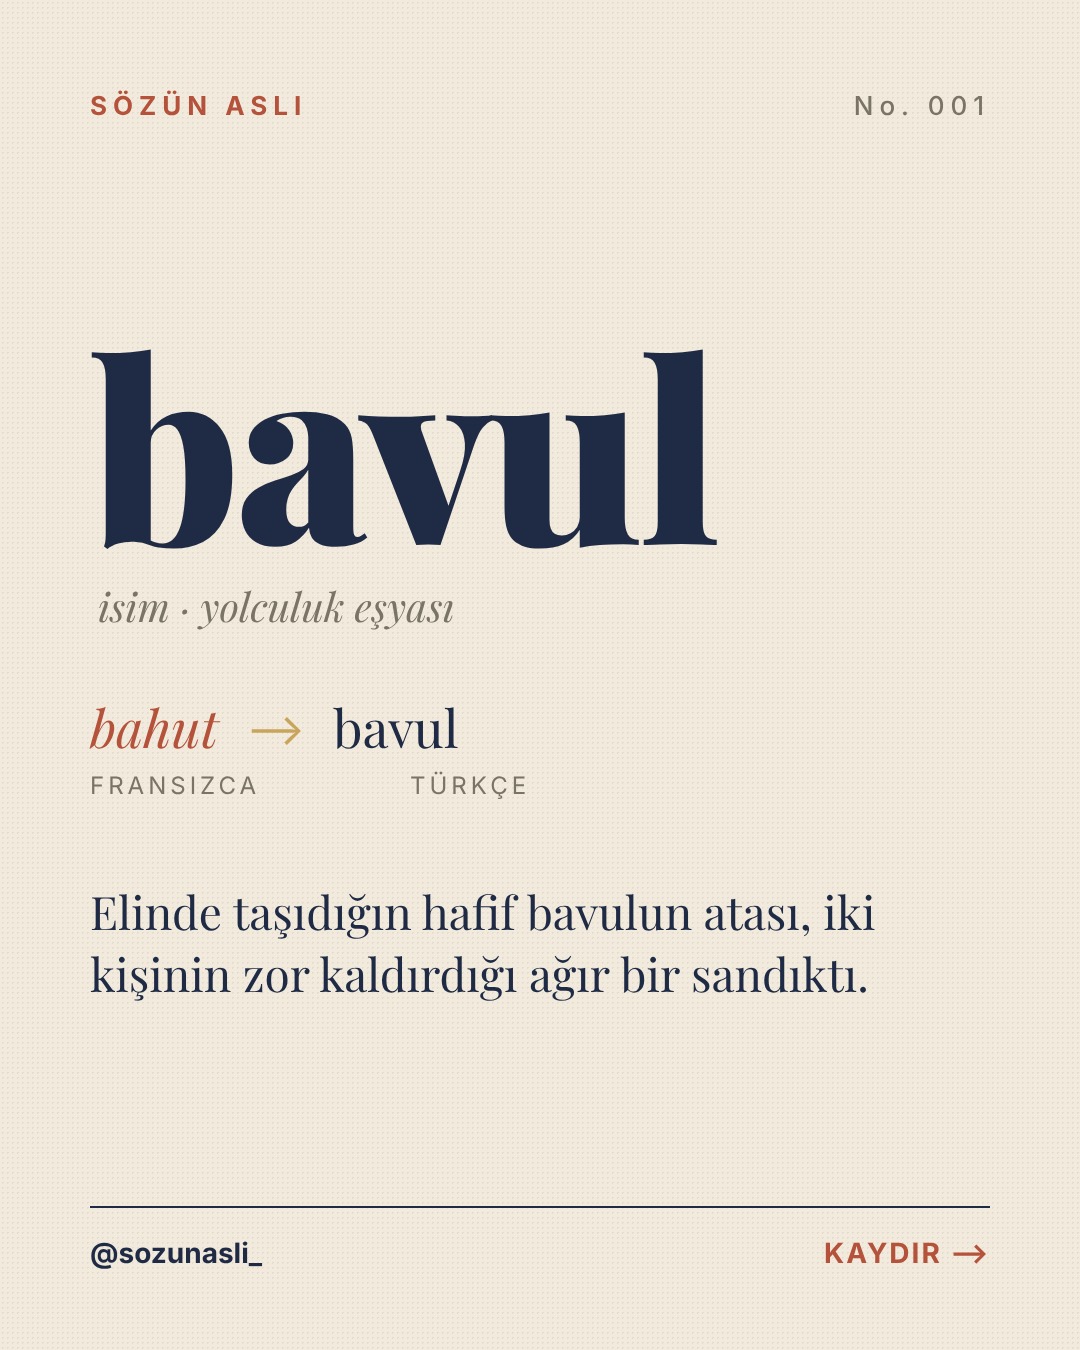 SÖZÜN ASLI
No. 001
bavul
isim · yolculuk eşyası
bahut → bavul
FRANSIZCA TÜRKÇE
Elinde taşıdığın hafif bavulun atası, iki
kişinin zor kaldırdığı ağır bir sandıktı.
@sozunasli_
KAYDIR →